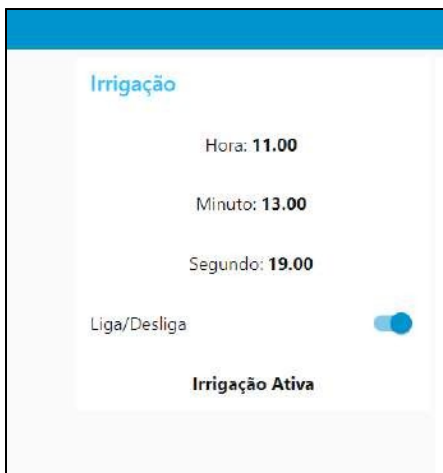 Irrigação
Hora: 11.00
Minuto: 13.00
Segundo: 19.00
Liga/Desliga
Irrigação Ativa